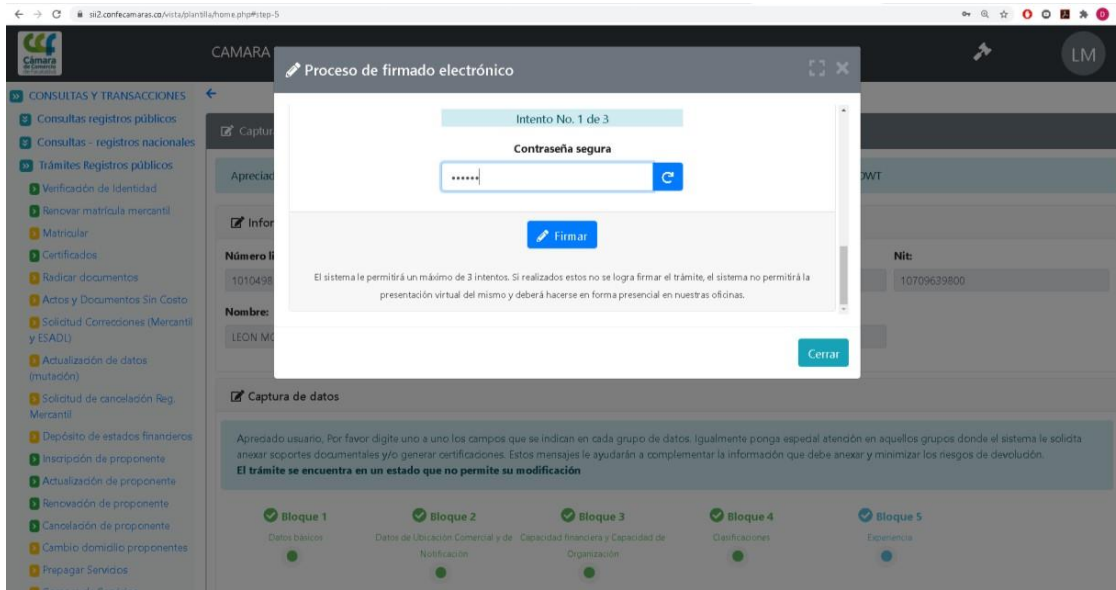 sii2.confecamaras.co/vista/plantilla/home.php#step-5
Cámara
de Comercio
CAMARA
LM
Proceso de firmado electrónico
Intento No. 1 de 3
Contraseña segura
••••••
Firmar
El sistema le permitirá un máximo de 3 intentos. Si realizados estos no se logra firmar el trámite, el sistema no permitirá la
presentación virtual del mismo y deberá hacerse en forma presencial en nuestras oficinas.
Cerrar
CONSULTAS Y TRANSACCIONES
Consultas registros públicos
Consultas - registros nacionales
Trámites Registros públicos
Verificación de Identidad
Renovar matrícula mercantil
Matricular
Certificados
Radicar documentos
Actos y Documentos Sin Costo
Solicitud Correcciones (Mercantil
y ESADL)
Actualización de datos
(mutación)
Solicitud de cancelación Reg.
Mercantil
Depósito de estados financieros
Inscripción de proponente
Actualización de proponente
Renovación de proponente
Cancelación de proponente
Cambio domicilio proponentes
Prepagar Servicios
Captur
Apreciad
OWT
Infor
Número li
1010498
Nit:
10709639800
Nombre:
LEON MO
Captura de datos
Apreciado usuario, Por favor digite uno a uno los campos que se indican en cada grupo de datos. Igualmente ponga especial atención en aquellos grupos donde el sistema le solicita
anexar soportes documentales y/o generar certificaciones. Estos mensajes le ayudarán a complementar la información que debe anexar y minimizar los riesgos de devolución.
El trámite se encuentra en un estado que no permite su modificación
Bloque 1
Datos básicos
Bloque 2
Datos de Ubicación Comercial y de
Notificación
Bloque 3
Capacidad financiera y Capacidad de
Organización
Bloque 4
Clasificaciones
Bloque 5
Experiencia